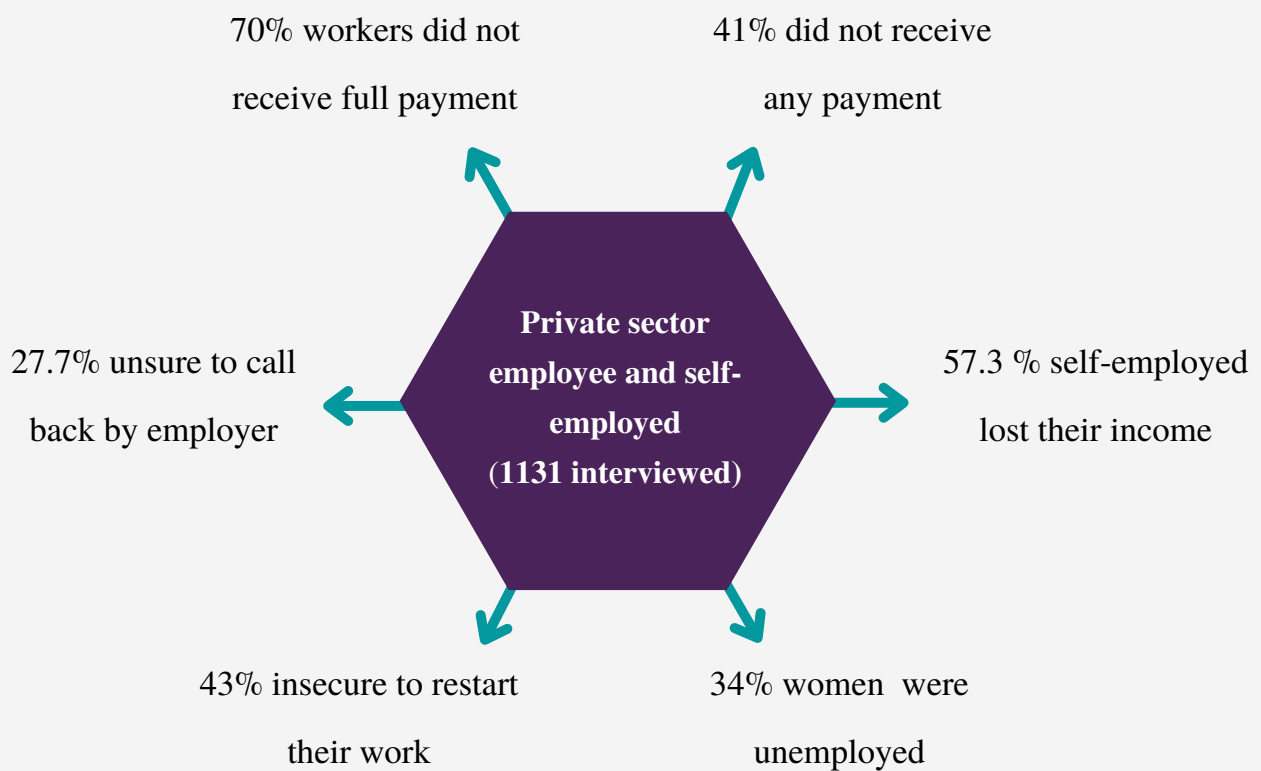 70% workers did not
receive full payment
41% did not receive
any payment
27.7% unsure to call
back by employer
Private sector
employee and self-
employed
(1131 interviewed)
57.3 % self-employed
lost their income
43% insecure to restart
their work
34% women  were
unemployed